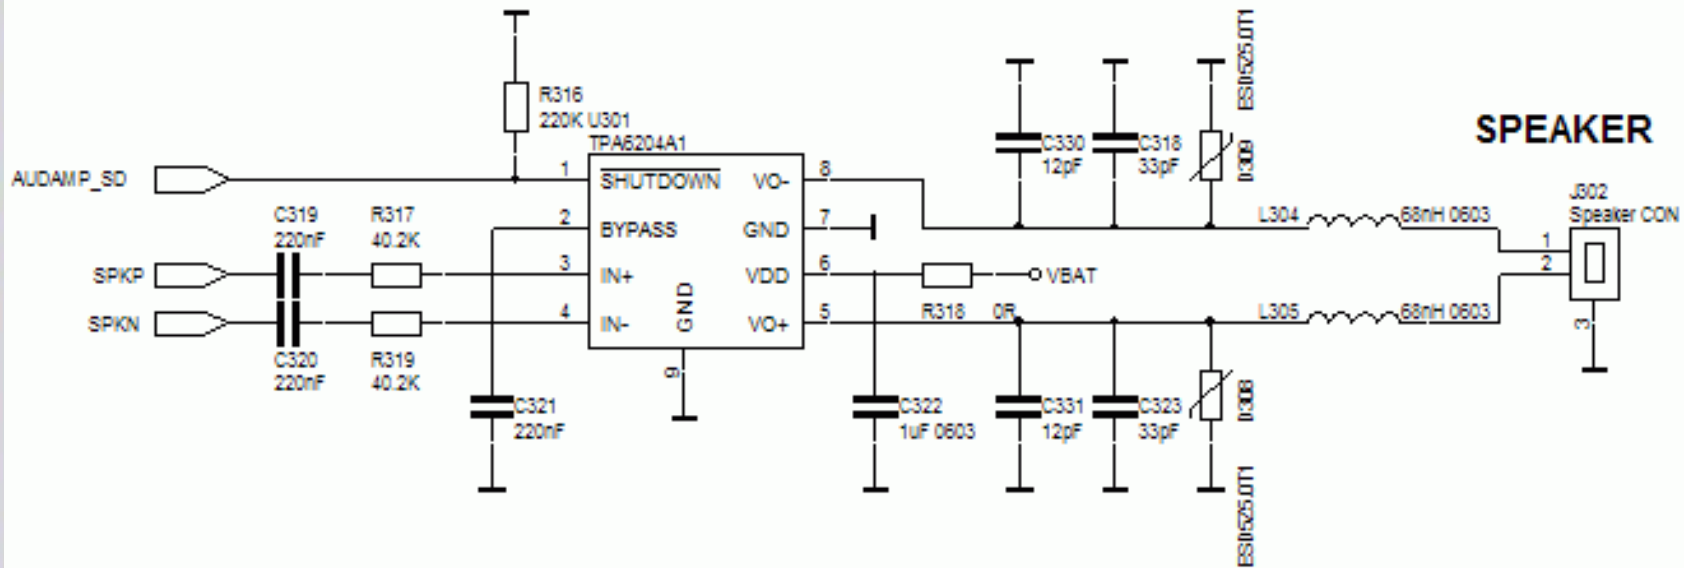 R316
220K U301
TPA6204A1
AUDAMP_SD
1
SHUTDOWN
VO-
8
2
BYPASS
GND
7
C319
220nF
R317
40.2K
SPKP
3
IN+
VDD
6
VBAT
SPKN
4
IN-
GND
VO+
5
R318 0R
C320
220nF
R319
40.2K
9
C321
220nF
C322
1uF 0603
C330
12pF
C318
33pF
D309
ESD5Z5.0T1
SPEAKER
J302
Speaker CON
L304
68nH 0603
1
2
L305
68nH 0603
3
C331
12pF
C323
33pF
D308
ESD5Z5.0T1